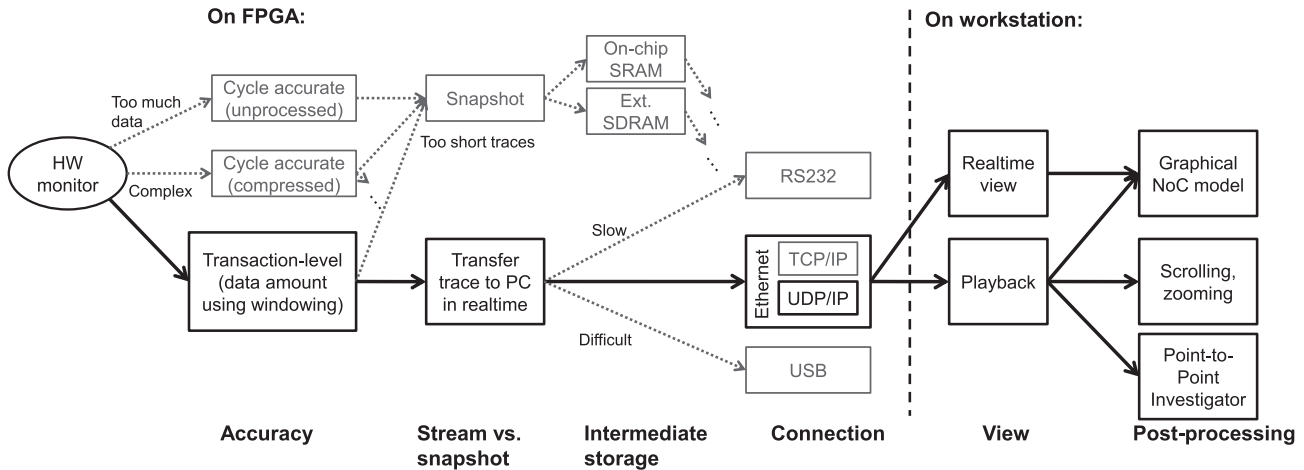 On FPGA:
On workstation:
On-chip
SRAM
Cycle accurate
(unprocessed)
Snapshot
Ext.
SDRAM
Too much
data
Too short traces
HW
monitor
Cycle accurate
(compressed)
Complex
RS232
Realtime
view
Graphical
NoC model
Slow
Transaction-level
(data amount
using windowing)
Transfer
trace to PC
in realtime
Ethernet
TCP/IP
UDP/IP
Playback
Scrolling,
zooming
Difficult
USB
Point-to-
Point
Investigator
Accuracy
Stream vs.
snapshot
Intermediate
storage
Connection
View
Post-processing